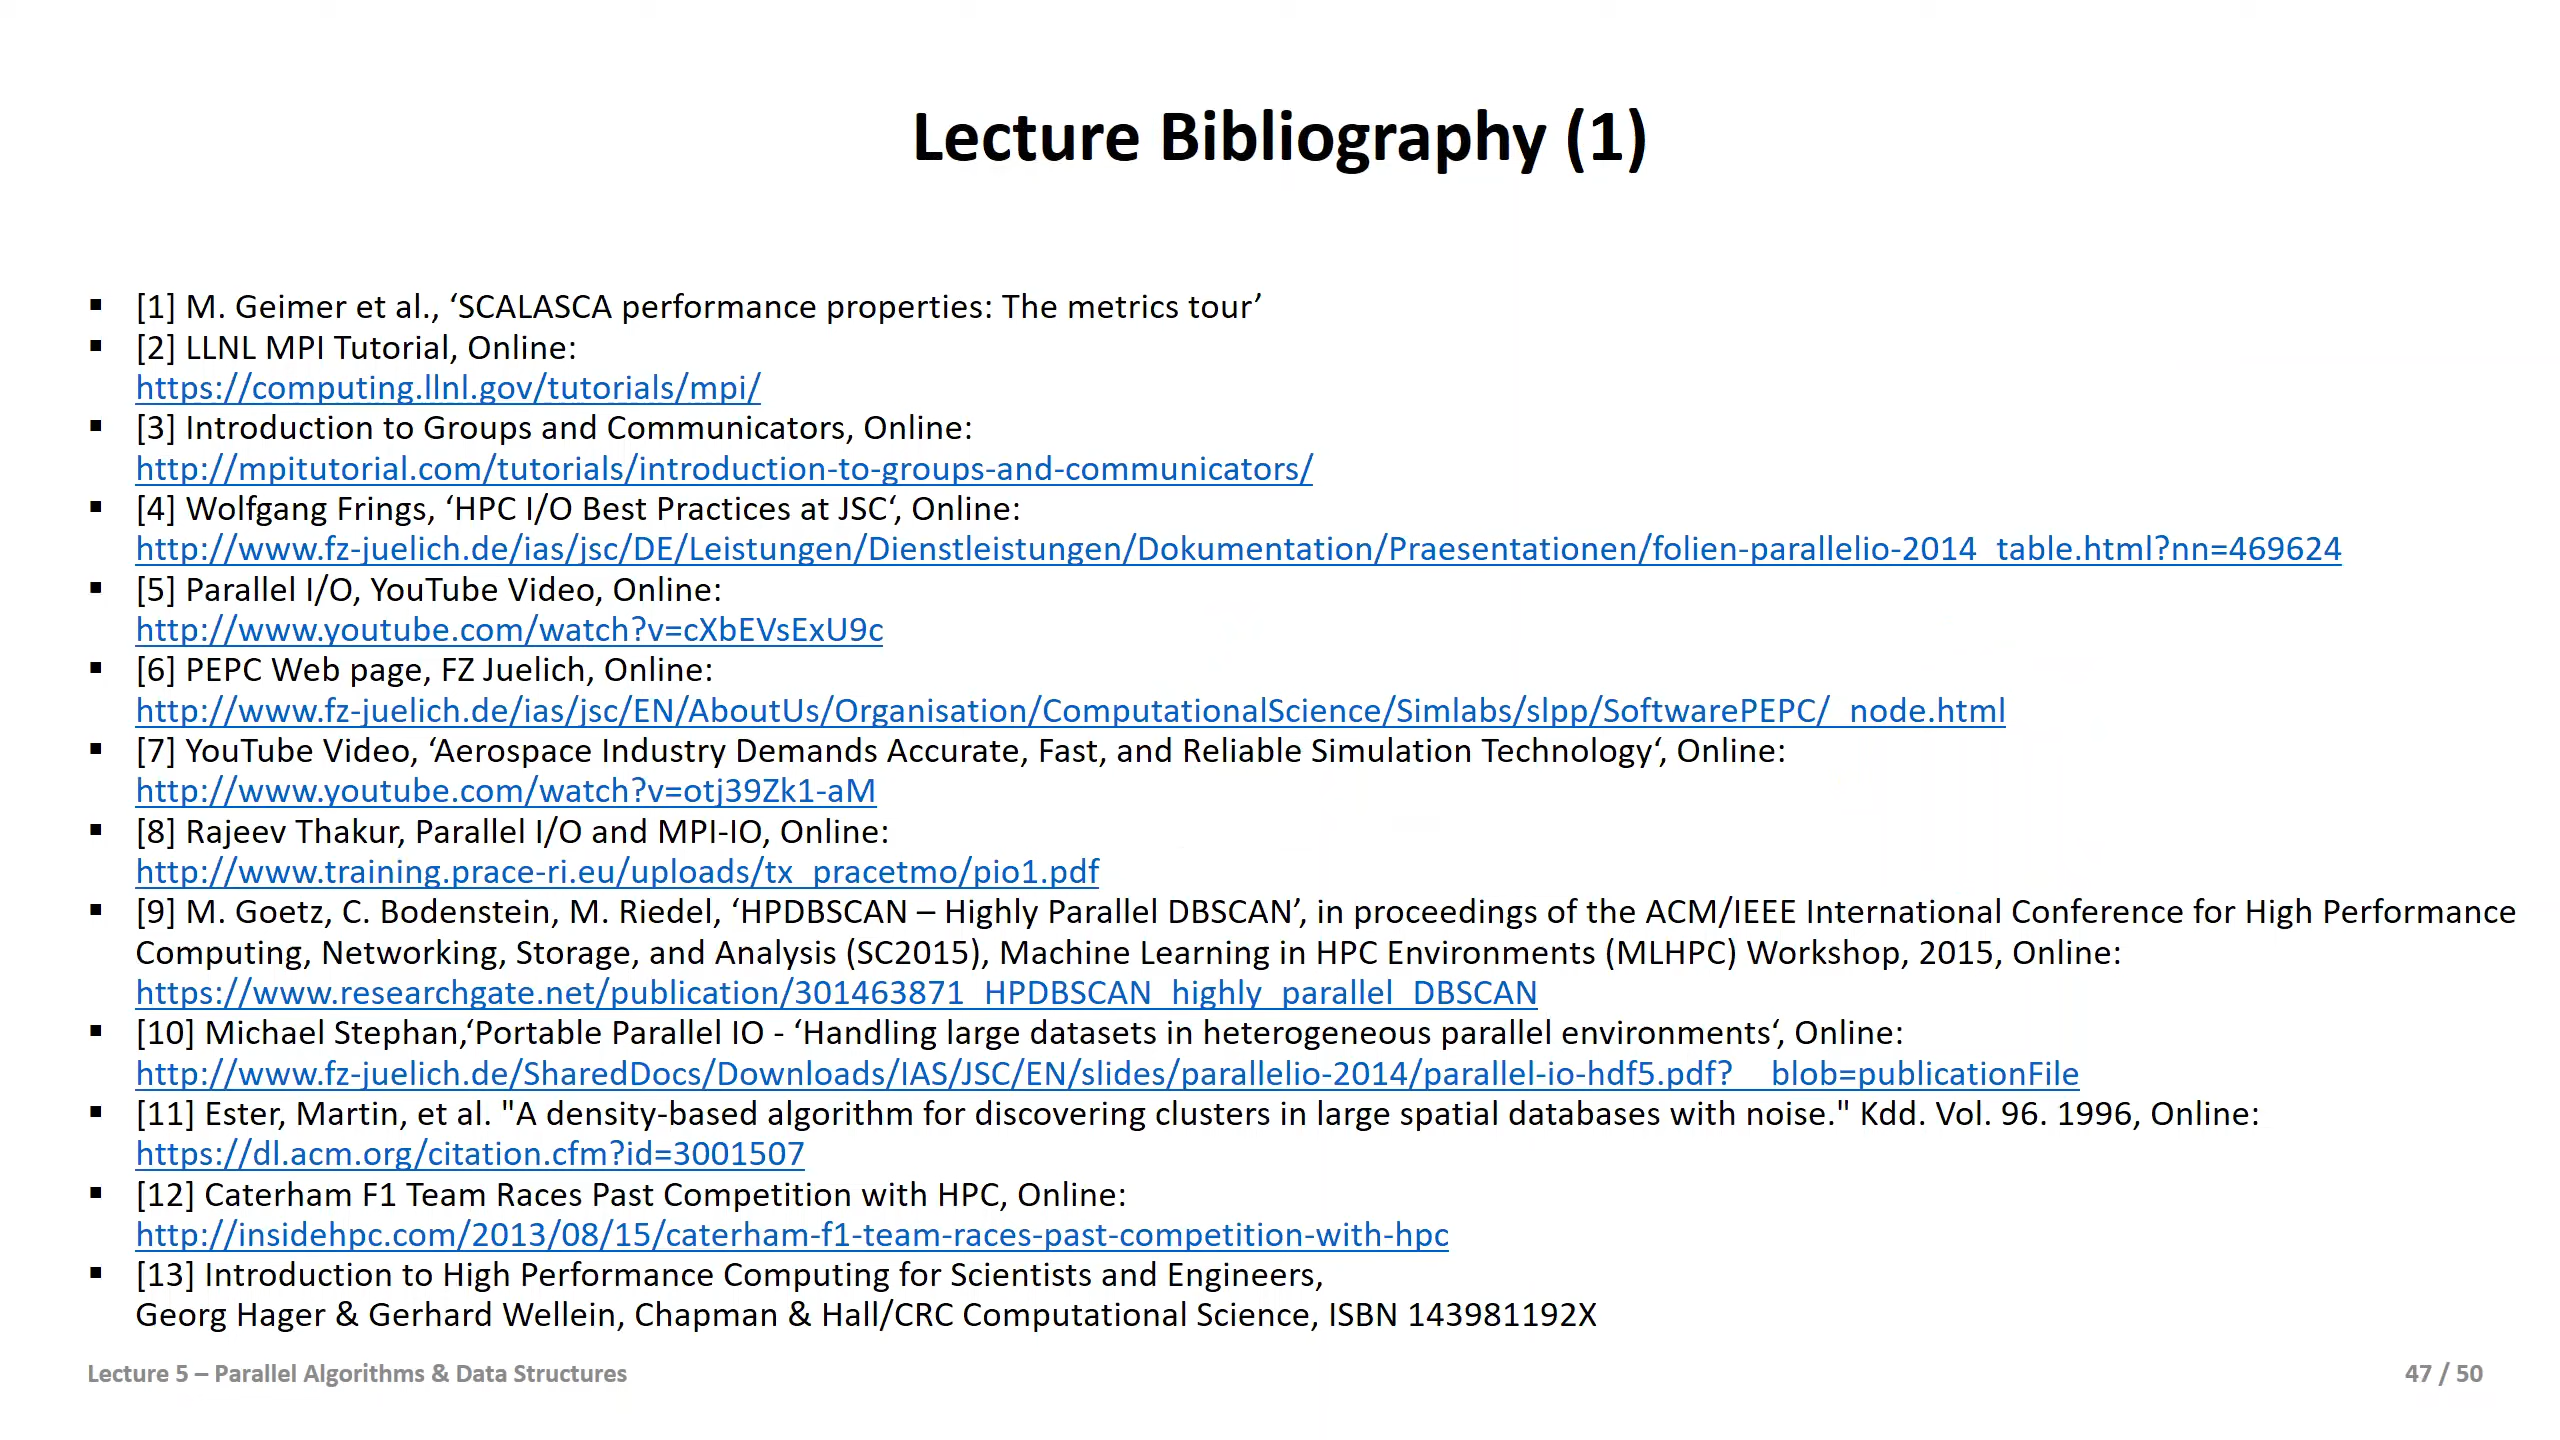 Lecture Bibliography (1)
▪ [1] M. Geimer et al., ‘SCALASCA performance properties: The metrics tour’
▪ [2] LLNL MPI Tutorial, Online:
https://computing.llnl.gov/tutorials/mpi/
▪ [3] Introduction to Groups and Communicators, Online:
http://mpitutorial.com/tutorials/introduction-to-groups-and-communicators/
▪ [4] Wolfgang Frings, ‘HPC I/O Best Practices at JSC‘, Online:
http://www.fz-juelich.de/ias/jsc/DE/Leistungen/Dienstleistungen/Dokumentation/Praesentationen/folien-parallelio-2014_table.html?nn=469624
▪ [5] Parallel I/O, YouTube Video, Online:
http://www.youtube.com/watch?v=cXbEVsExU9c
▪ [6] PEPC Web page, FZ Juelich, Online:
http://www.fz-juelich.de/ias/jsc/EN/AboutUs/Organisation/ComputationalScience/Simlabs/slpp/SoftwarePEPC/_node.html
▪ [7] YouTube Video, ‘Aerospace Industry Demands Accurate, Fast, and Reliable Simulation Technology‘, Online:
http://www.youtube.com/watch?v=otj39Zk1-aM
▪ [8] Rajeev Thakur, Parallel I/O and MPI-IO, Online:
http://www.training.prace-ri.eu/uploads/tx_pracetmo/pio1.pdf
▪ [9] M. Goetz, C. Bodenstein, M. Riedel, ‘HPDBSCAN – Highly Parallel DBSCAN’, in proceedings of the ACM/IEEE International Conference for High Performance
Computing, Networking, Storage, and Analysis (SC2015), Machine Learning in HPC Environments (MLHPC) Workshop, 2015, Online:
https://www.researchgate.net/publication/301463871_HPDBSCAN_highly_parallel_DBSCAN
▪ [10] Michael Stephan,‘Portable Parallel IO - ‘Handling large datasets in heterogeneous parallel environments‘, Online:
http://www.fz-juelich.de/SharedDocs/Downloads/IAS/JSC/EN/slides/parallelio-2014/parallel-io-hdf5.pdf?__blob=publicationFile
▪ [11] Ester, Martin, et al. "A density-based algorithm for discovering clusters in large spatial databases with noise." Kdd. Vol. 96. 1996, Online:
https://dl.acm.org/citation.cfm?id=3001507
▪ [12] Caterham F1 Team Races Past Competition with HPC, Online:
http://insidehpc.com/2013/08/15/caterham-f1-team-races-past-competition-with-hpc
▪ [13] Introduction to High Performance Computing for Scientists and Engineers,
Georg Hager & Gerhard Wellein, Chapman & Hall/CRC Computational Science, ISBN 143981192X
Lecture 5 – Parallel Algorithms & Data Structures
47 / 50